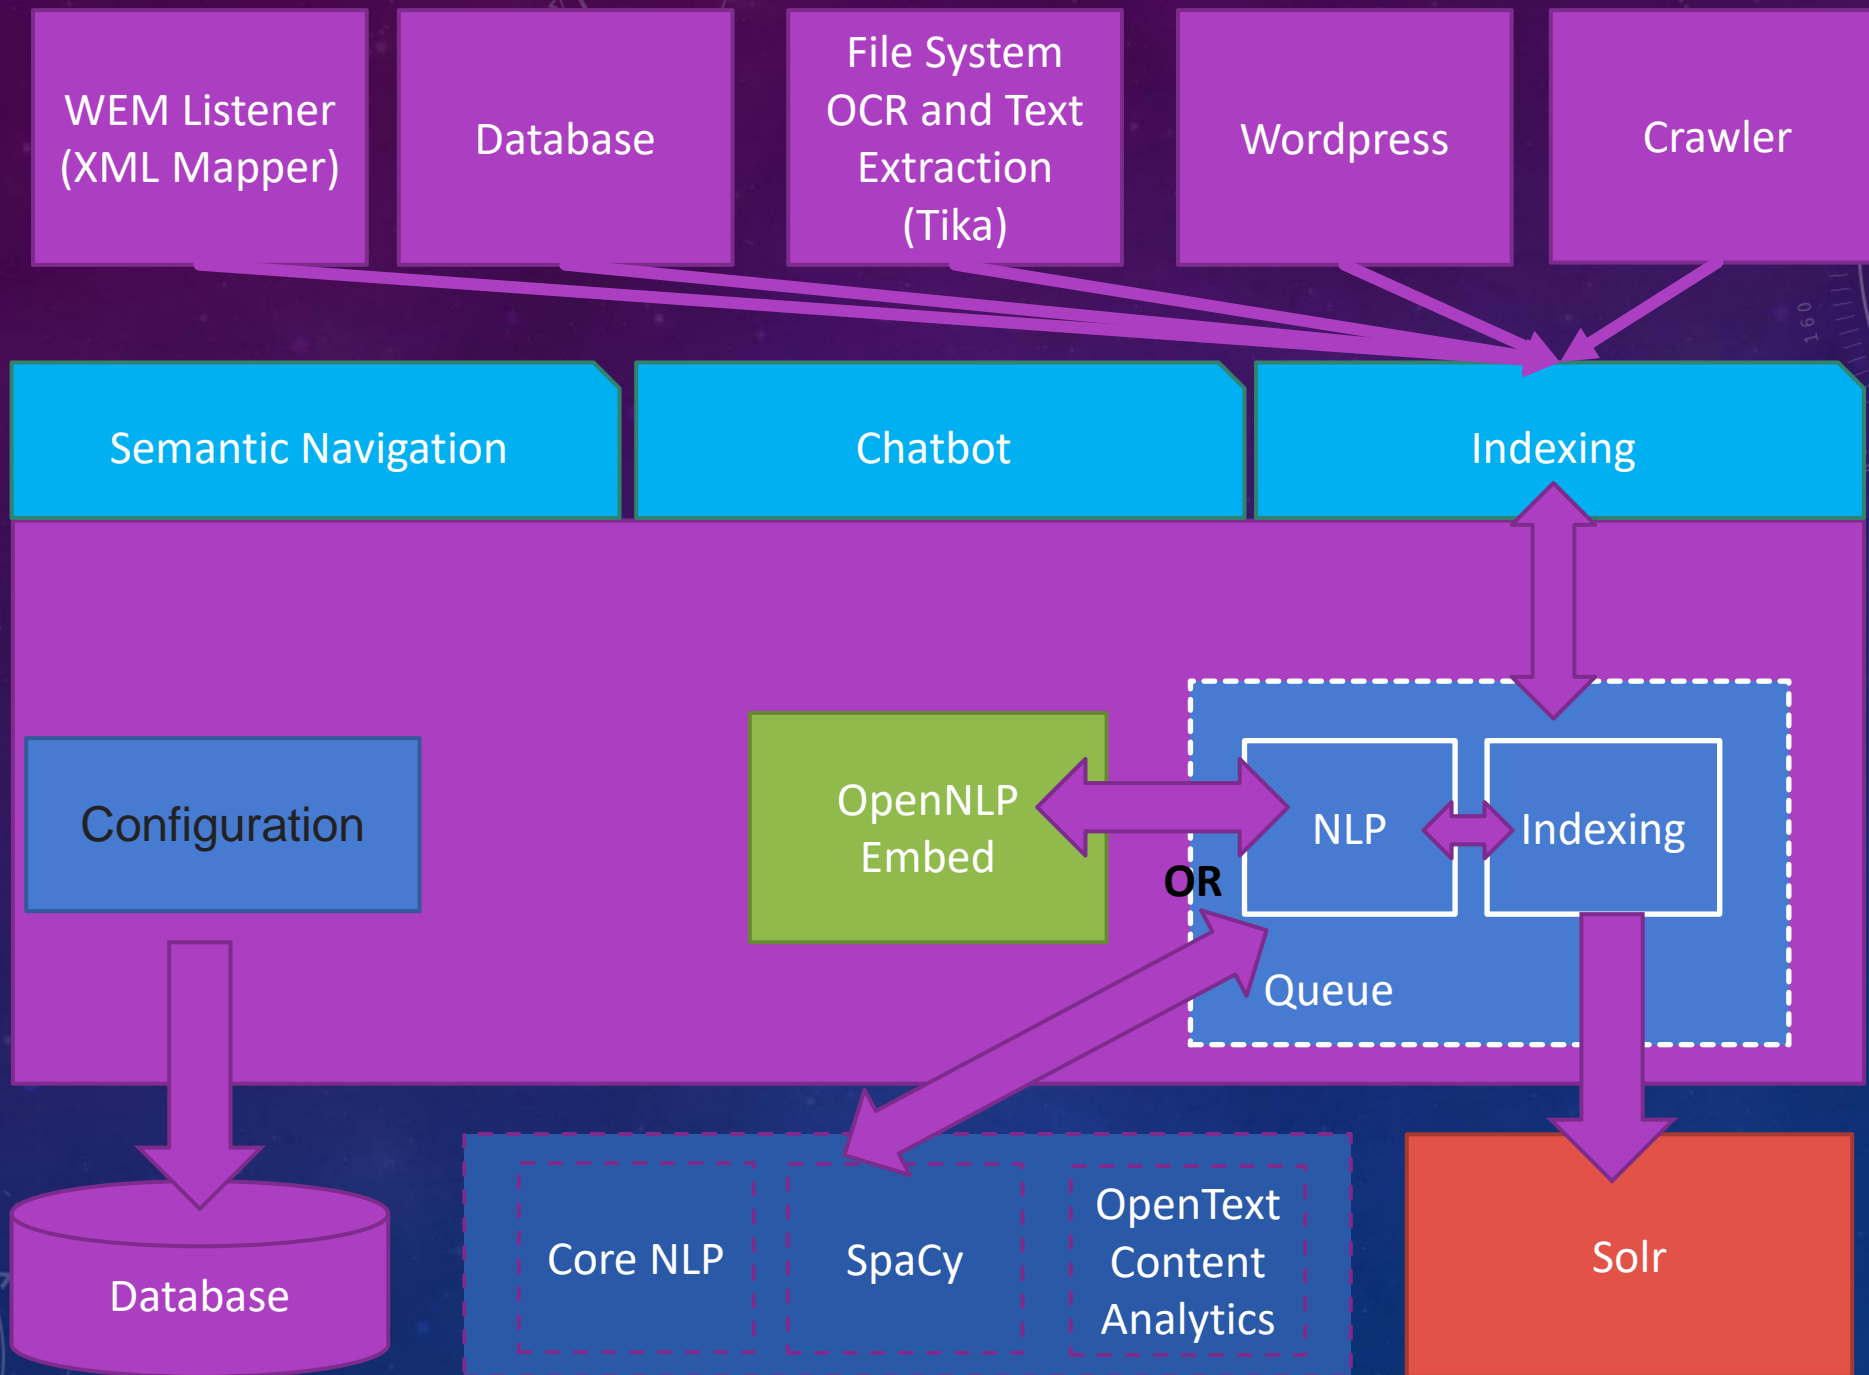 WEM Listener
(XML Mapper)
Database
File System
OCR and Text
Extraction
(Tika)
Wordpress
Crawler
160
Semantic Navigation
Chatbot
Indexing
Configuration
OpenNLP
Embed
OR
NLP
Indexing
Queue
Database
Core NLP
SpaCy
OpenText
Content
Analytics
Solr